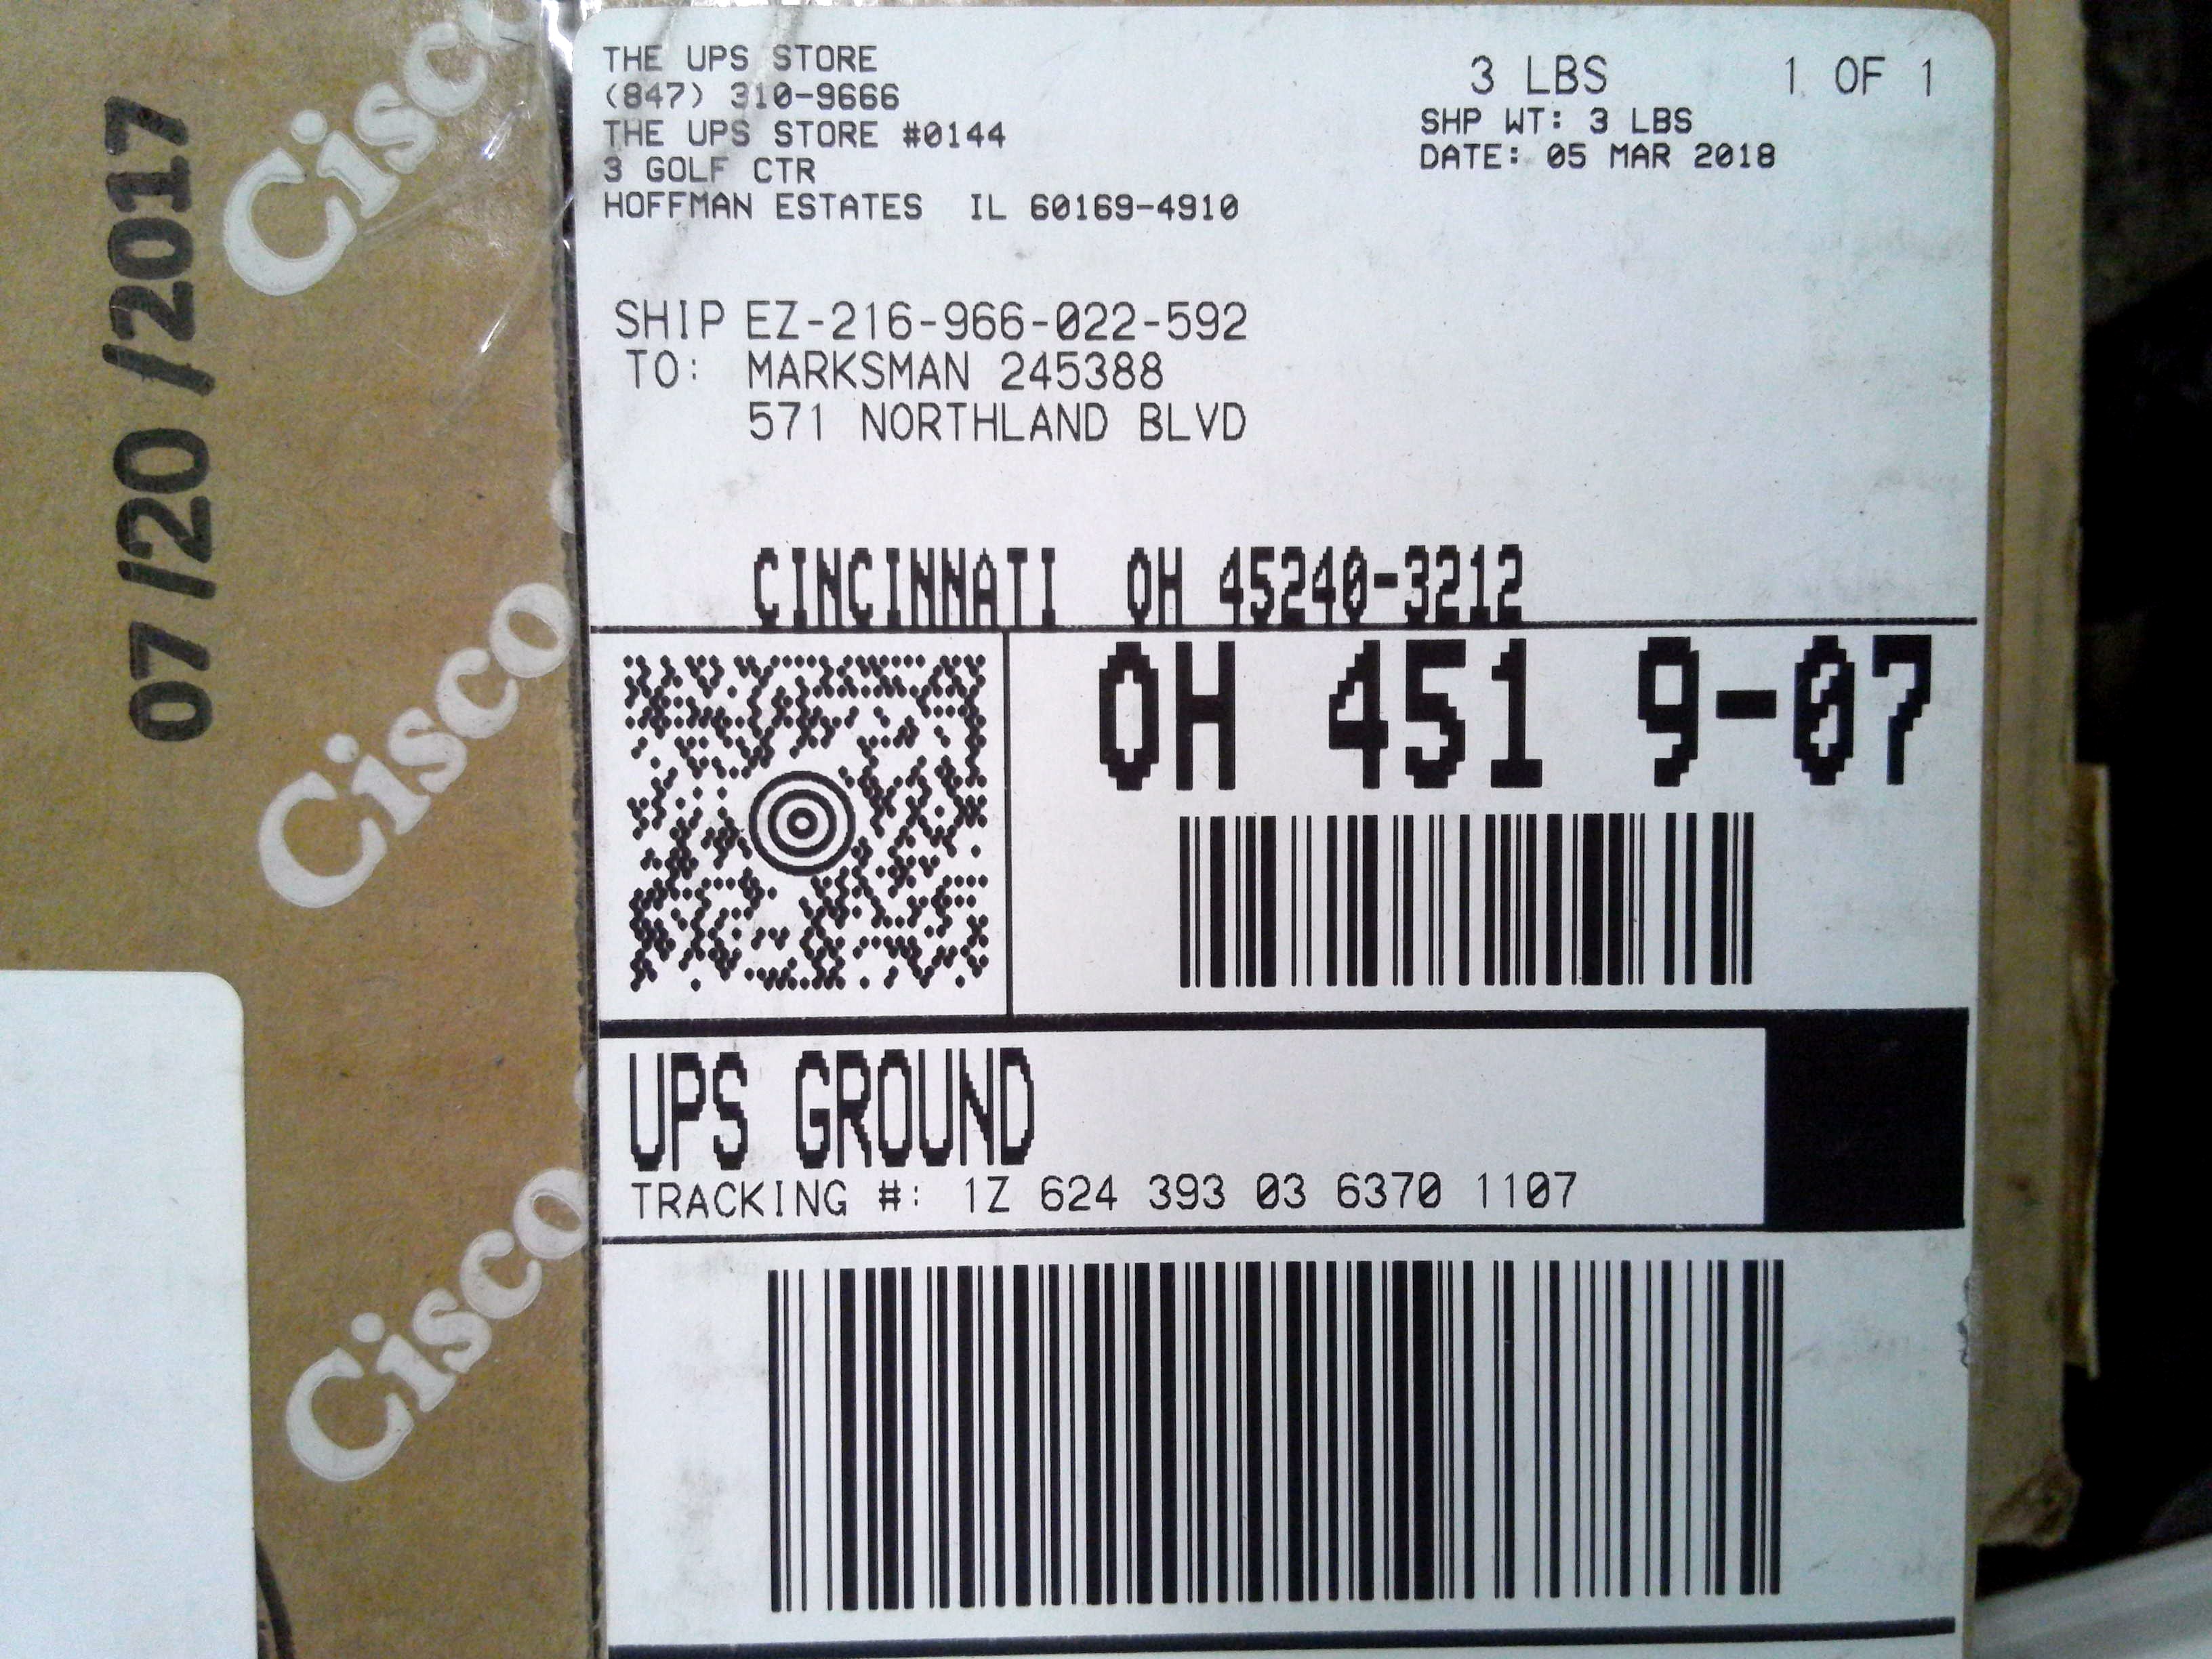 THE UPS STORE
(847) 310-9666
THE UPS STORE #0144
3 GOLF CTR
HOFFMAN ESTATES IL 60169-4910
3 LBS 1 OF 1
SHP WT: 3 LBS
DATE: 05 MAR 2018
SHIP TO:
EZ-216-966-022-592
MARKSMAN 245388
571 NORTHLAND BLVD
CINCINNATI OH 45240-3212
OH 451 9-07
UPS GROUND
TRACKING #: 1Z 624 393 03 6370 1107
07/20/2017
Cisco
Cisco
Cisco